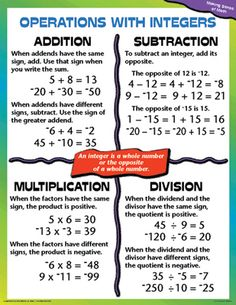 Making Sense
of Math
OPERATIONS WITH INTEGERS
ADDITION
When addends have the same
sign, add. Use that sign when
you write the sum.
5 + 8 = 13
⁻20 + ⁻30 = ⁻50
When addends have different
signs, subtract. Use the sign of
the greater addend.
⁻6 + 4 = ⁻2
45 + ⁻10 = 35
SUBTRACTION
To subtract an integer, add its
opposite.
The opposite of 12 is ⁻12.
4 – 12 = 4 + ⁻12 = ⁻8
9 – ⁻12 = 9 + 12 = 21
The opposite of ⁻15 is 15.
1 – ⁻15 = 1 + 15 = 16
⁻20 – ⁻15 = ⁻20 + 15 = ⁻5
An integer is a whole number
or the opposite
of a whole number.
MULTIPLICATION
When the factors have the same
sign, the product is positive.
5 x 6 = 30
⁻13 x ⁻3 = 39
When the factors have different
signs, the product is negative.
⁻6 x 8 = ⁻48
9 x ⁻11 = ⁻99
DIVISION
When the dividend and the
divisor have the same sign,
the quotient is positive.
45 ÷ 9 = 5
⁻120 ÷ ⁻6 = 20
When the dividend and the
divisor have different signs,
the quotient is negative.
35 ÷ ⁻5 = ⁻7
⁻250 ÷ 10 = ⁻25